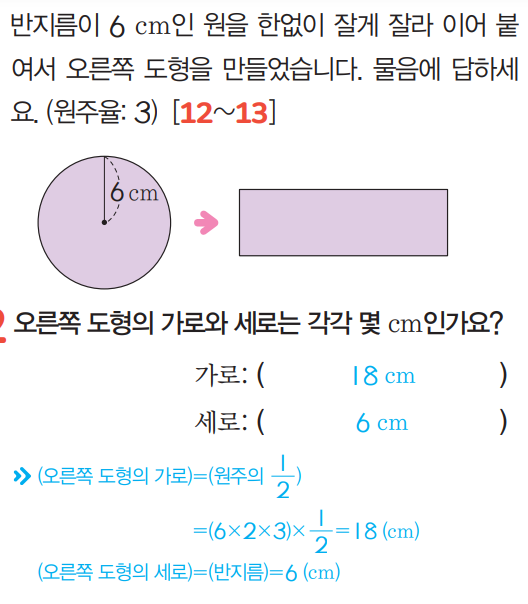 반지름이 6 cm인 원을 한없이 잘게 잘라 이어 붙
여서 오른쪽 도형을 만들었습니다. 물음에 답하세
요. (원주율: 3) [12~13]
6 cm
오른쪽 도형의 가로와 세로는 각각 몇 cm인가요?
가로: ( 18 cm )
세로: ( 6 cm )
» (오른쪽 도형의 가로)=(원주의 1/2)
=(6×2×3)×1/2=18 (cm)
(오른쪽 도형의 세로)=(반지름)=6 (cm)